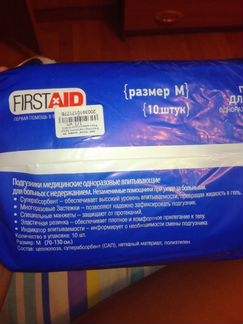 FIRSTAID
ПЕРВАЯ ПОМОЩЬ
[размер М]
[10 штук]
П
ДЛ
ОДНОРАЗО
Подгузники медицинские одноразовые впитывающие
для больных с недержанием. Незаменимые помощники при уходе за больными.
• Суперабсорбент – обеспечивает высокий уровень впитываемости, превращая жидкость в гель.
• Многоразовые Застежки – позволяют надежно зафиксировать подгузник.
• Специальные манжеты – защищают от протеканий.
• Эластичная резинка – обеспечивает плотное и комфортное прилегание к телу.
• Индикатор впитываемости – информирует о необходимости смены подгузника.
Количество в упаковке: 10 шт.
Размер: М (70-130 см.)
Состав: целлюлоза, суперабсорбент (САП), нетканый материал, полиэтилен.